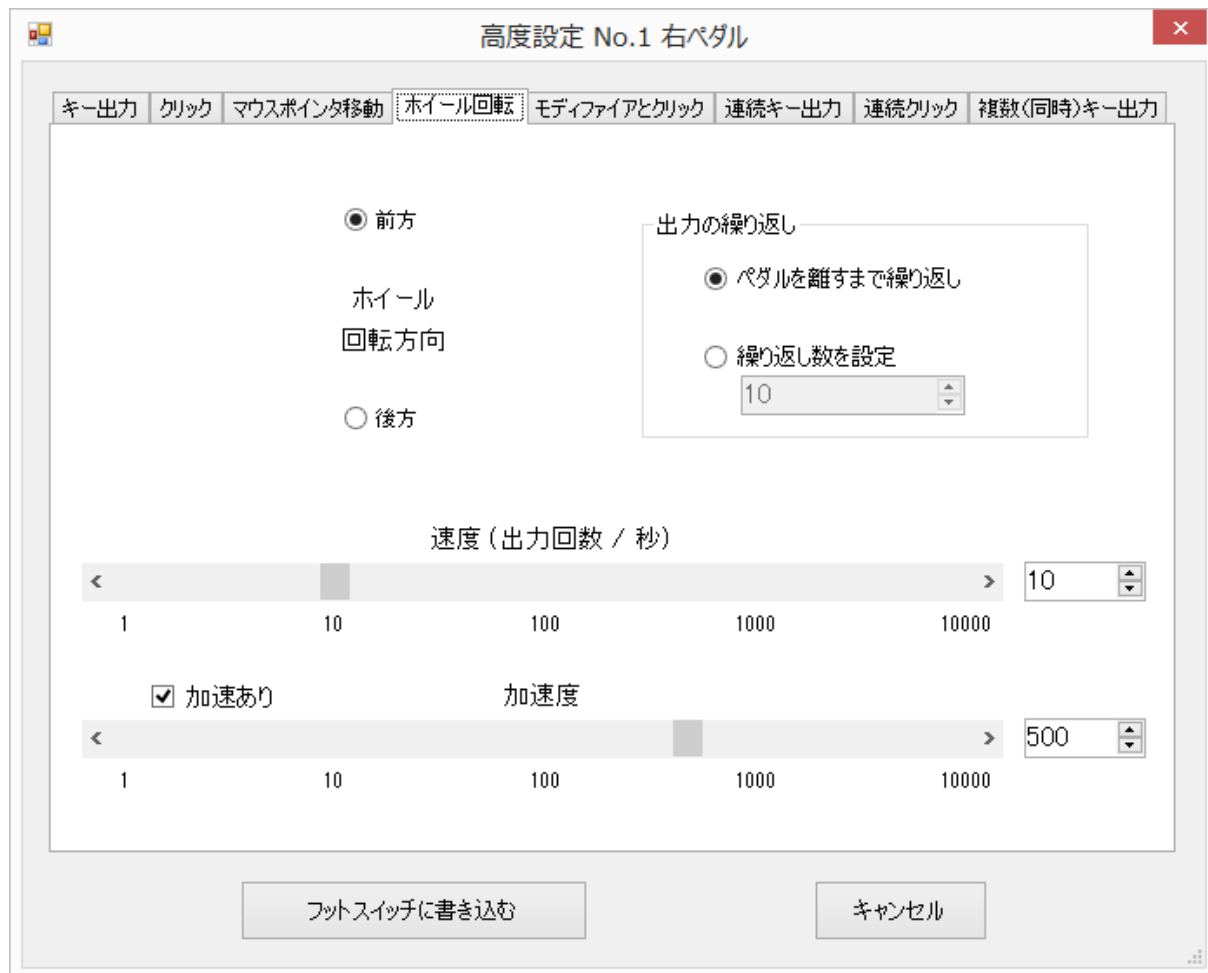 高度設定 No.1 右ペダル
キー出力 クリック マウスポインタ移動 ホイール回転 モディファイアとクリック 連続キー出力 連続クリック 複数(同時)キー出力
前方
ホイール
回転方向
後方
出力の繰り返し
ペダルを離すまで繰り返し
繰り返し数を設定
10
速度 (出力回数 / 秒)
10
1 10 100 1000 10000
加速あり 加速度
500
1 10 100 1000 10000
フットスイッチに書き込む キャンセル